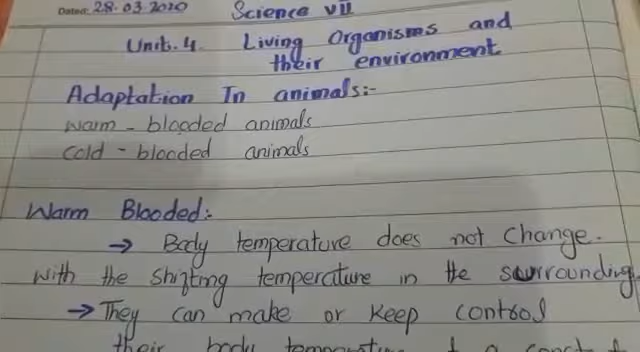 Dated: 28.03.2020
Science VII
Unit.4. Living Organisms and
their environment
Adaptation In animals:-
warm - blooded animals
cold - blooded animals
Warm Blooded:
→ Body temperature does not change.
with the shifting temperature in the surrounding
→ They can make or keep control
their body